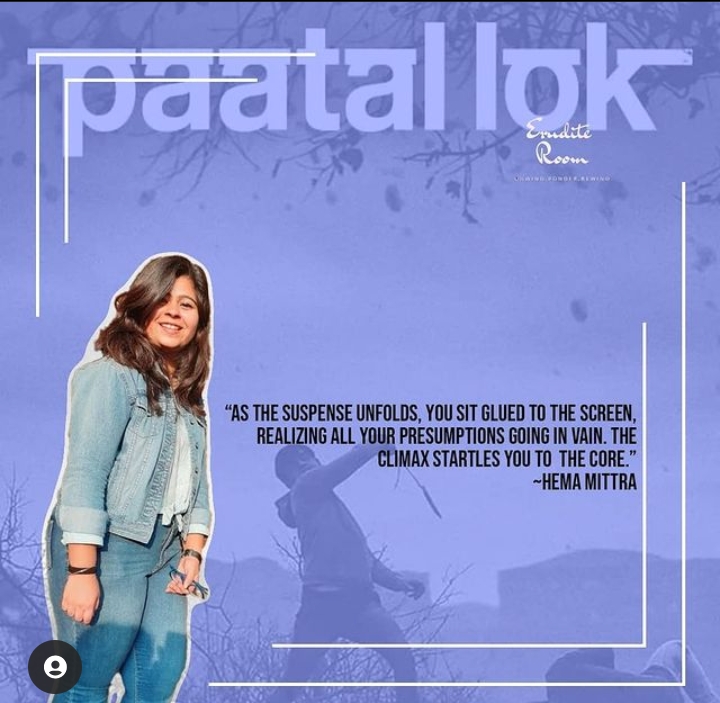 paatal lok
Erudite
Room
“AS THE SUSPENSE UNFOLDS, YOU SIT GLUED TO THE SCREEN,
REALIZING ALL YOUR PRESUMPTIONS GOING IN VAIN. THE
CLIMAX STARTLES YOU TO THE CORE.”
~HEMA MITTRA